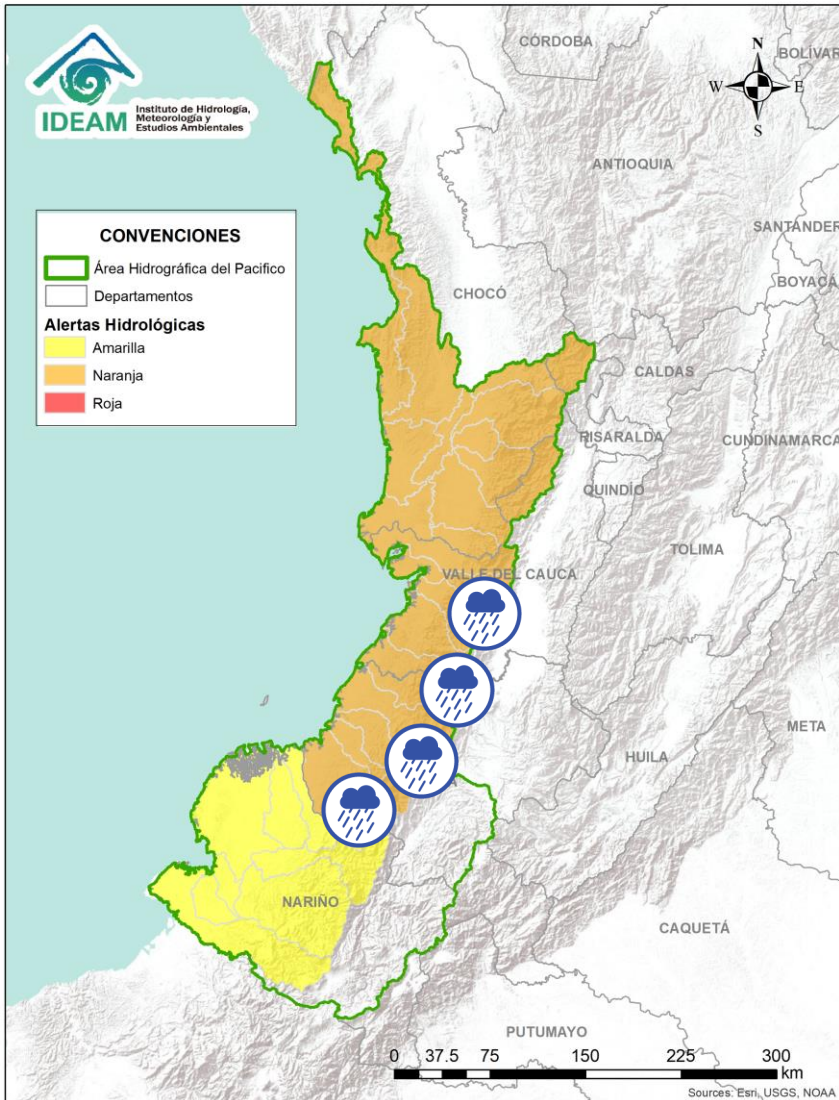 IDEAM
Instituto de Hidrología,
Meteorología y
Estudios Ambientales
CÓRDOBA
BOLÍVAR
N
W
E
S
ANTIOQUIA
CONVENCIONES
Área Hidrográfica del Pacifico
Departamentos
Alertas Hidrológicas
Amarilla
Naranja
Roja
SANTANDER
BOYACÁ
CHOCÓ
CALDAS
RISARALDA
CUNDINAMARCA
QUINDÍO
TOLIMA
VALLE DEL CAUCA
META
HUILA
NARIÑO
CAQUETÁ
PUTUMAYO
0 37.5 75 150 225 300
km
Sources: Esri, USGS, NOAA